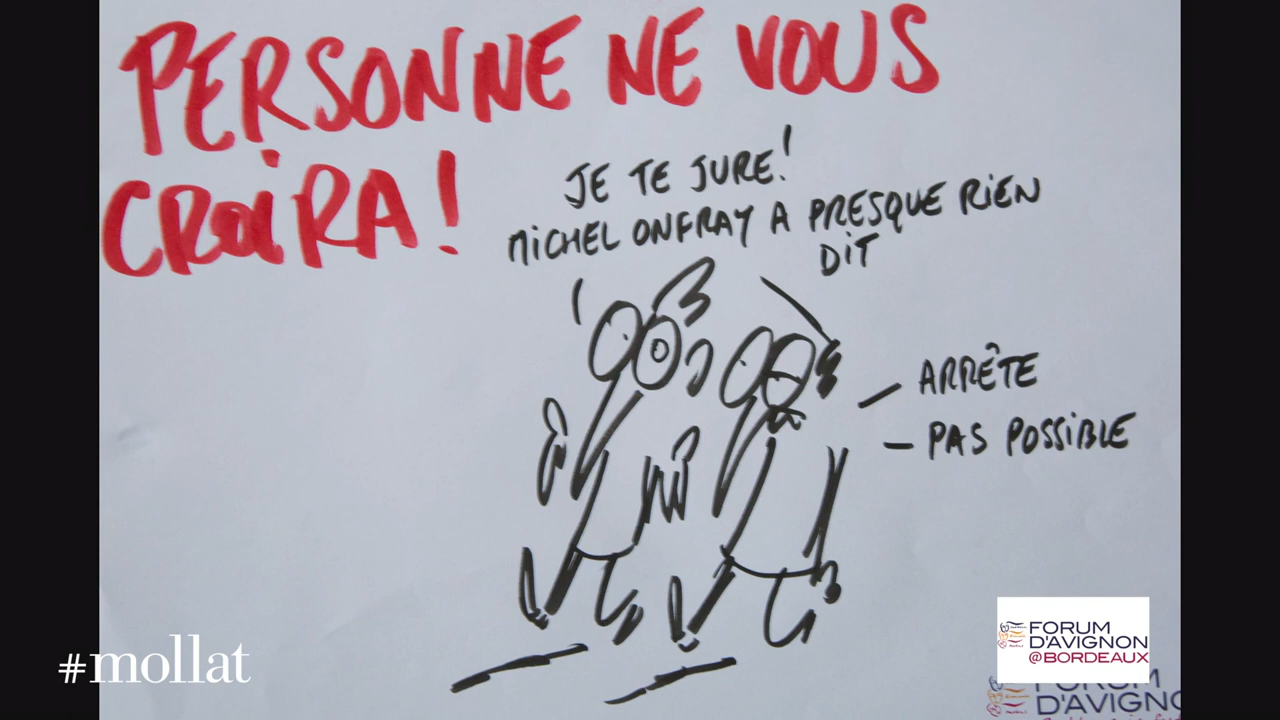 PERSONNE NE VOUS
CROIRA!
JE TE JURE!
MICHEL ONFRAY A PRESQUE RIEN
DIT
— ARRÊTE
— PAS POSSIBLE
#mollat
FORUM
D'AVIGNON
@BORDEAUX
FORUM
D'AVIGNO